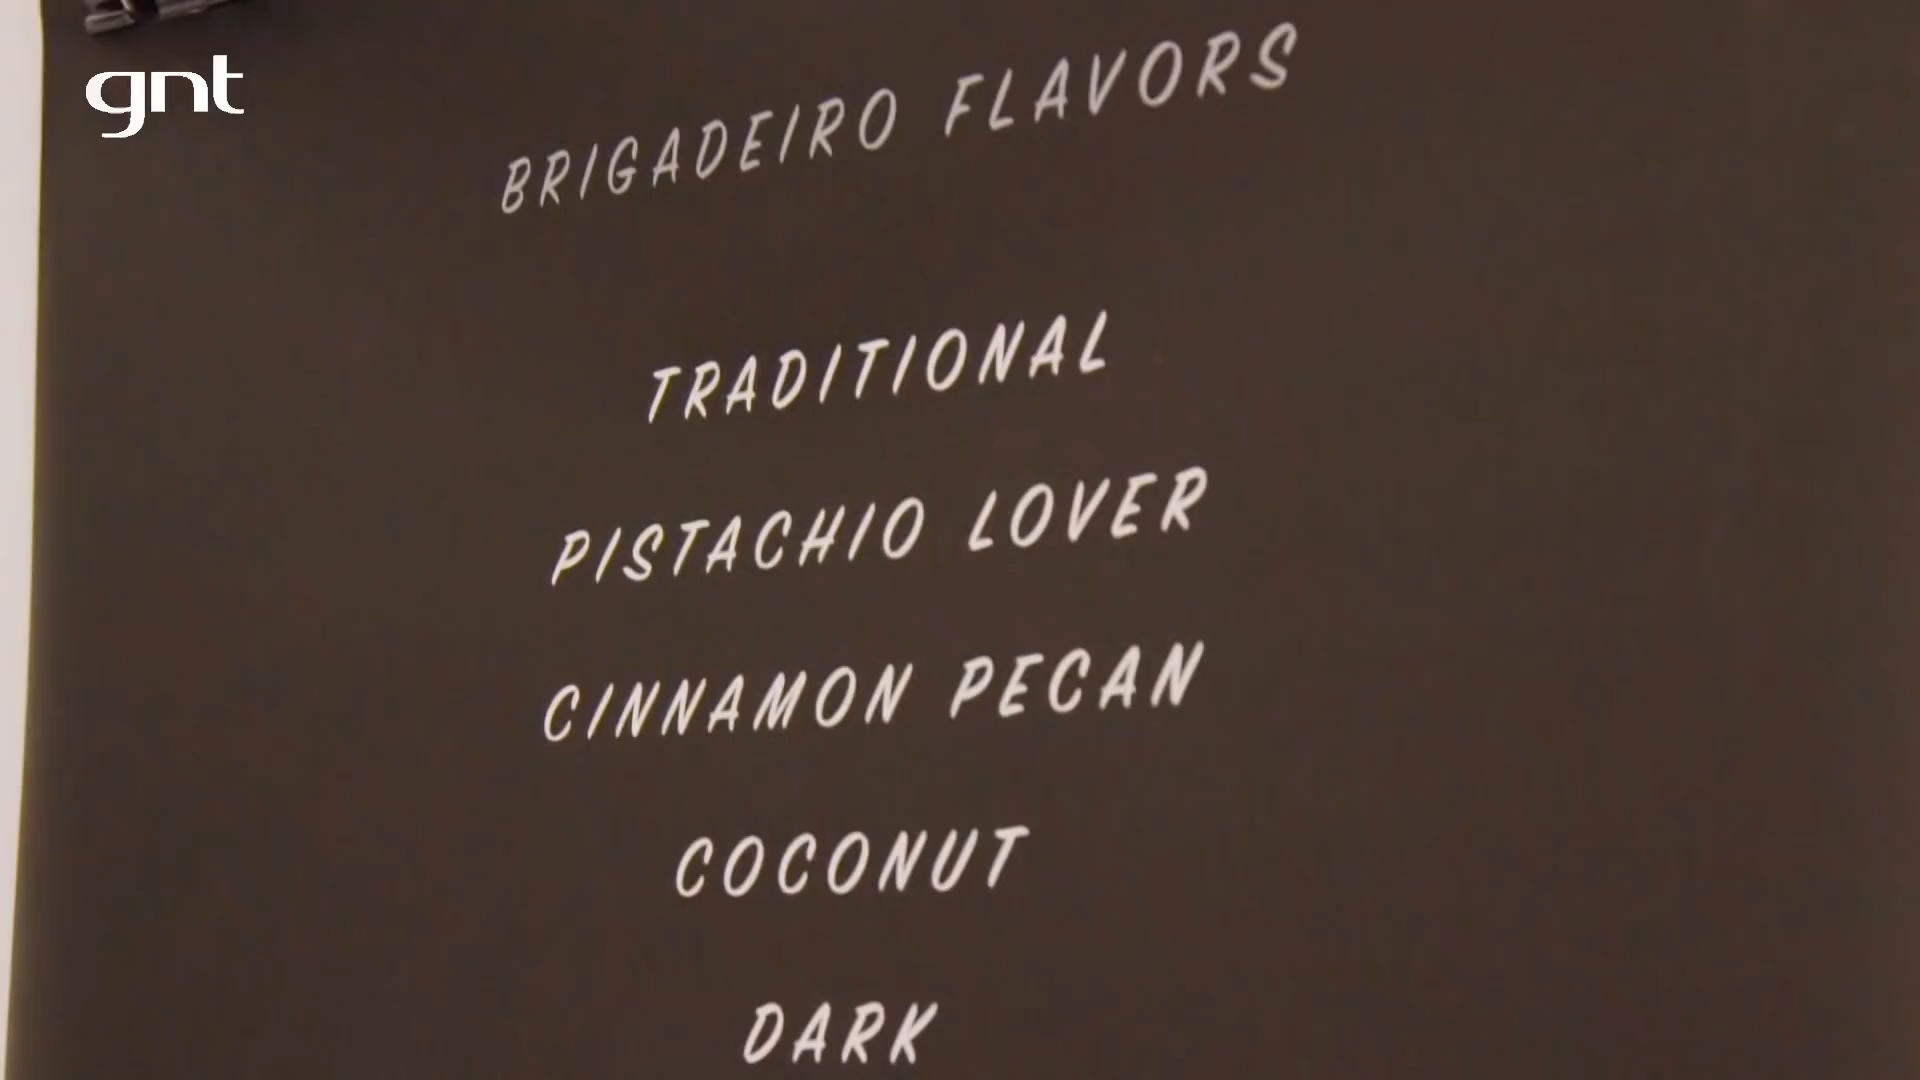 gnt
BRIGADEIRO FLAVORS
TRADITIONAL
PISTACHIO LOVER
CINNAMON PECAN
COCONUT
DARK